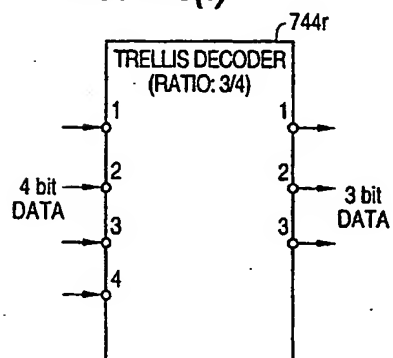 744r
TRELLIS DECODER
(RATIO: 3/4)
1 1
2 2
4 bit 3 bit
DATA DATA
3 3
4